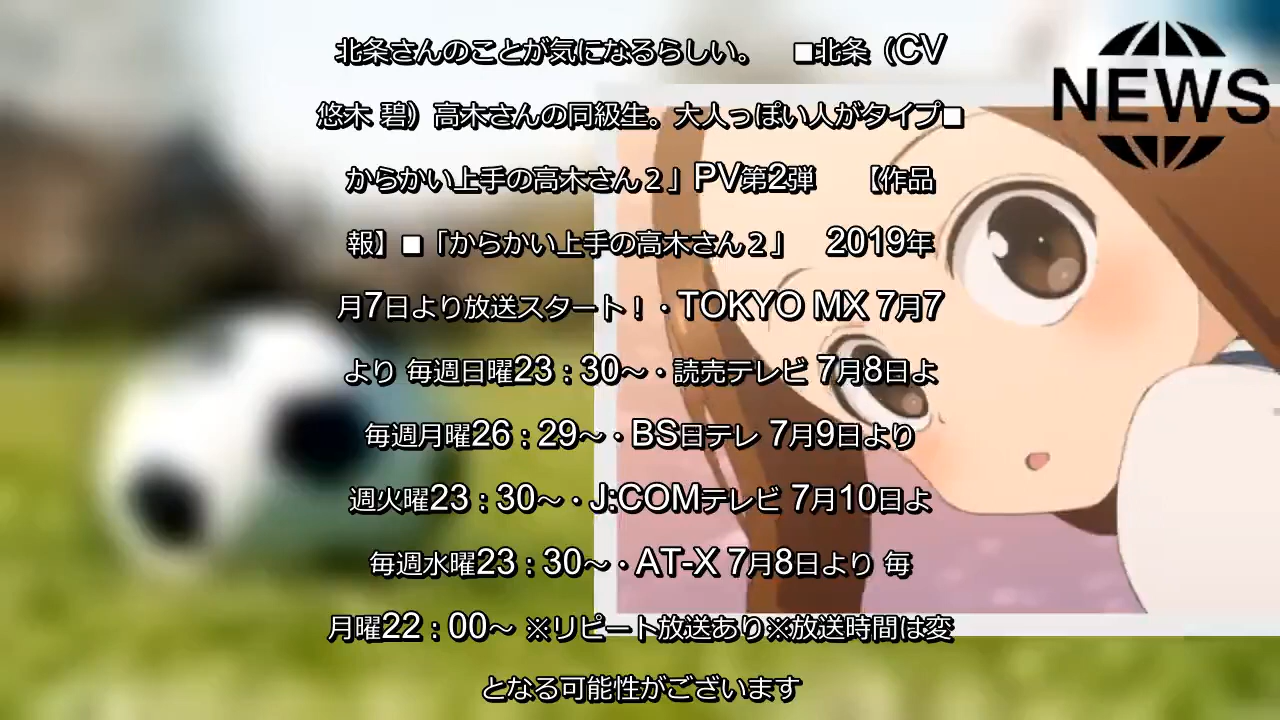 北条さんのことが気になるらしい。　■北条（CV
NEWS
悠木 碧）高木さんの同級生。大人っぽい人がタイプ■
からかい上手の高木さん２」PV第2弾　　【作品
報】■「からかい上手の高木さん２」　2019年
月7日より放送スタート！・TOKYO MX 7月7
より 毎週日曜23：30〜・読売テレビ 7月8日よ
毎週月曜26：29〜・BS日テレ 7月9日より
週火曜23：30〜・J:COMテレビ 7月10日よ
毎週水曜23：30〜・AT-X 7月8日より 毎
月曜22：00〜 ※リピート放送あり※放送時間は変
となる可能性がございます